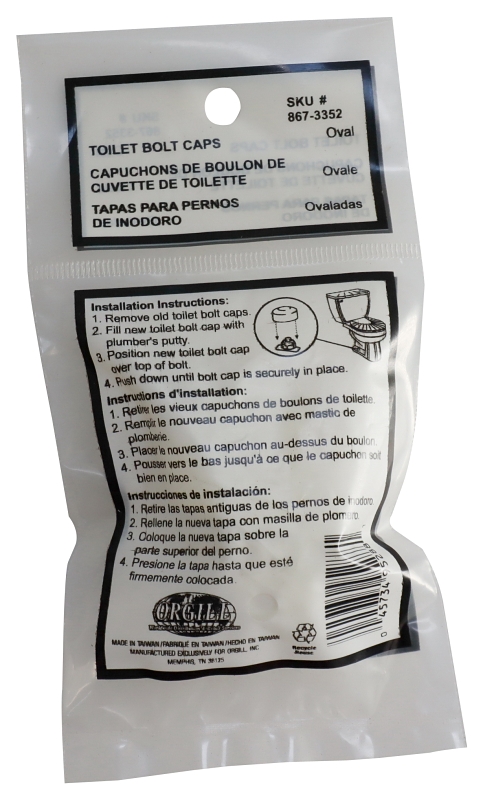 SKU #
867-3352
TOILET BOLT CAPS
Oval
CAPUCHONS DE BOULON DE
CUVETTE DE TOILETTE
Ovale
TAPAS PARA PERNOS
DE INODORO
Ovaladas
Installation Instructions:
1. Remove old toilet bolt caps.
2. Fill new toilet bolt cap with
plumber's putty.
3. Position new toilet bolt cap
over top of bolt.
4. Push down until bolt cap is securely in place.
Instructions d'installation:
1. Retirer les vieux capuchons de boulons de toilette.
2. Remplir le nouveau capuchon avec mastic de
plomberie.
3. Placer le nouveau capuchon au-dessus du boulon.
4. Pousser vers le bas jusqu'à ce que le capuchon soit
bien en place.
Instrucciones de instalación:
1. Retire las tapas antiguas de los pernos de inodoro.
2. Rellene la nueva tapa con masilla de plomero.
3. Coloque la nueva tapa sobre la
parte superior del perno.
4. Presione la tapa hasta que esté
firmemente colocada.
ORGILL
MADE IN TAIWAN/FABRIQUÉ EN TAIWAN/HECHO EN TAIWAN
MANUFACTURED EXCLUSIVELY FOR ORGILL, INC
MEMPHIS, TN 38125
Recycle
0 45734